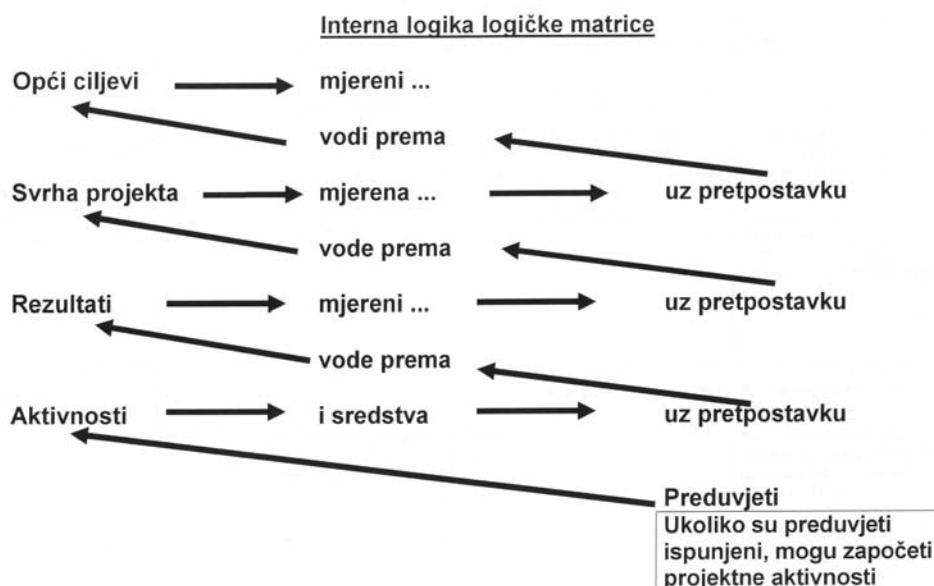 Interna logika logičke matrice
Opći ciljevi mjereni ...
vodi prema
Svrha projekta mjerena ... uz pretpostavku
vode prema
Rezultati mjereni ... uz pretpostavku
vode prema
Aktivnosti i sredstva uz pretpostavku
Preduvjeti
Ukoliko su preduvjeti
ispunjeni, mogu započeti
projektne aktivnosti